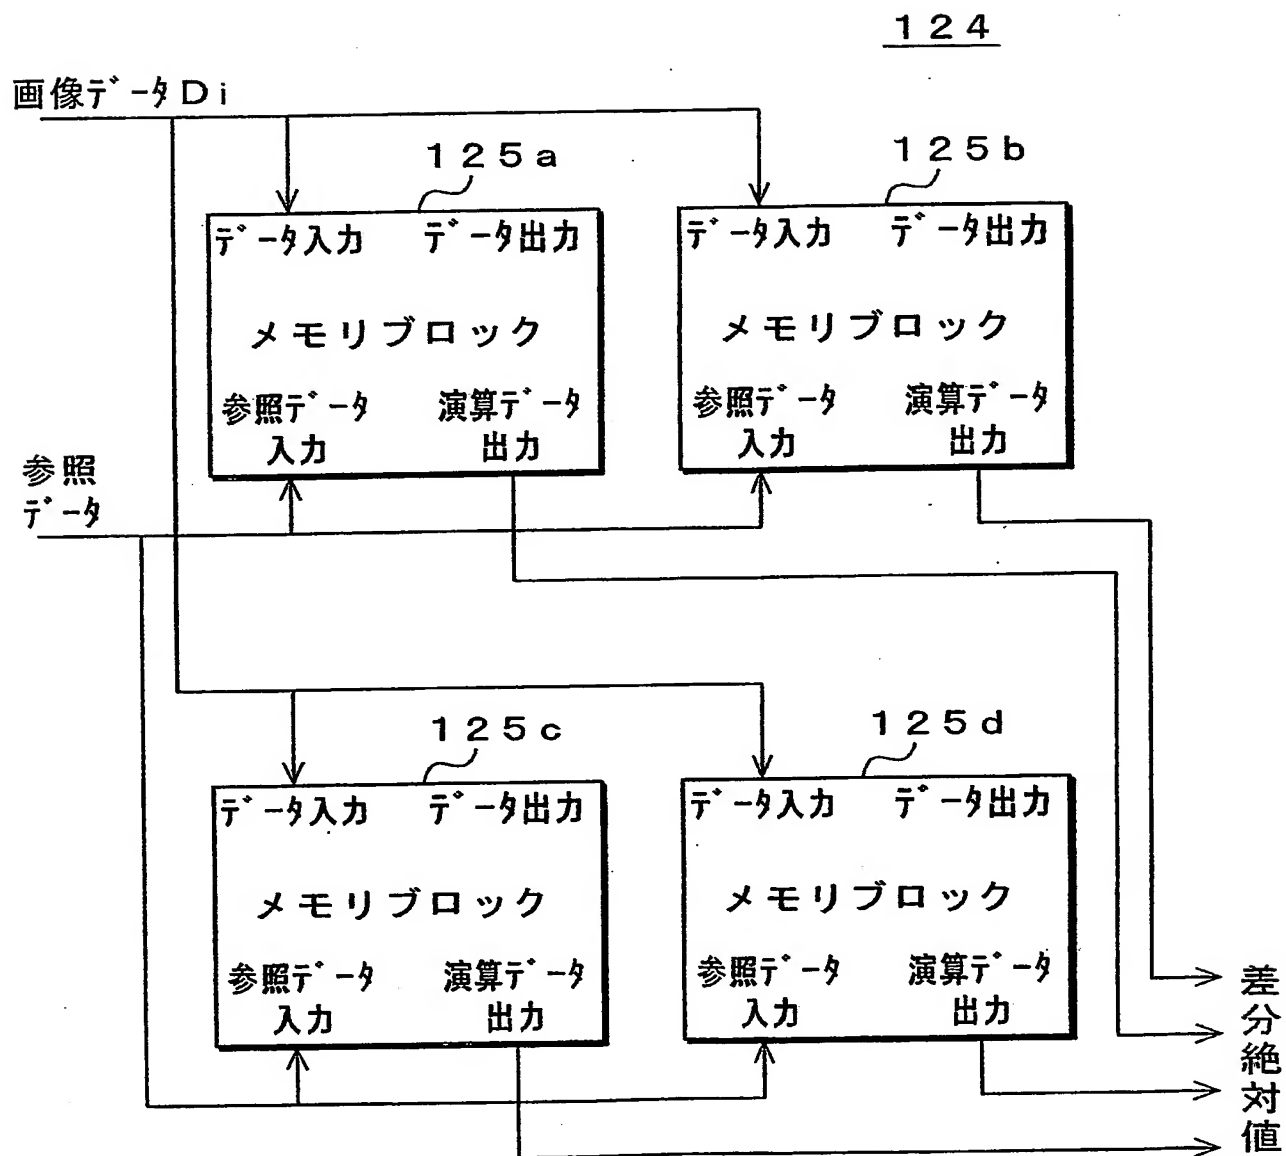 124
画像データDi
125a
125b
データ入力 データ出力
メモリブロック
参照データ 演算データ
入力 出力
データ入力 データ出力
メモリブロック
参照データ 演算データ
入力 出力
参照
データ
125c
125d
データ入力 データ出力
メモリブロック
参照データ 演算データ
入力 出力
データ入力 データ出力
メモリブロック
参照データ 演算データ
入力 出力
差分絶対値